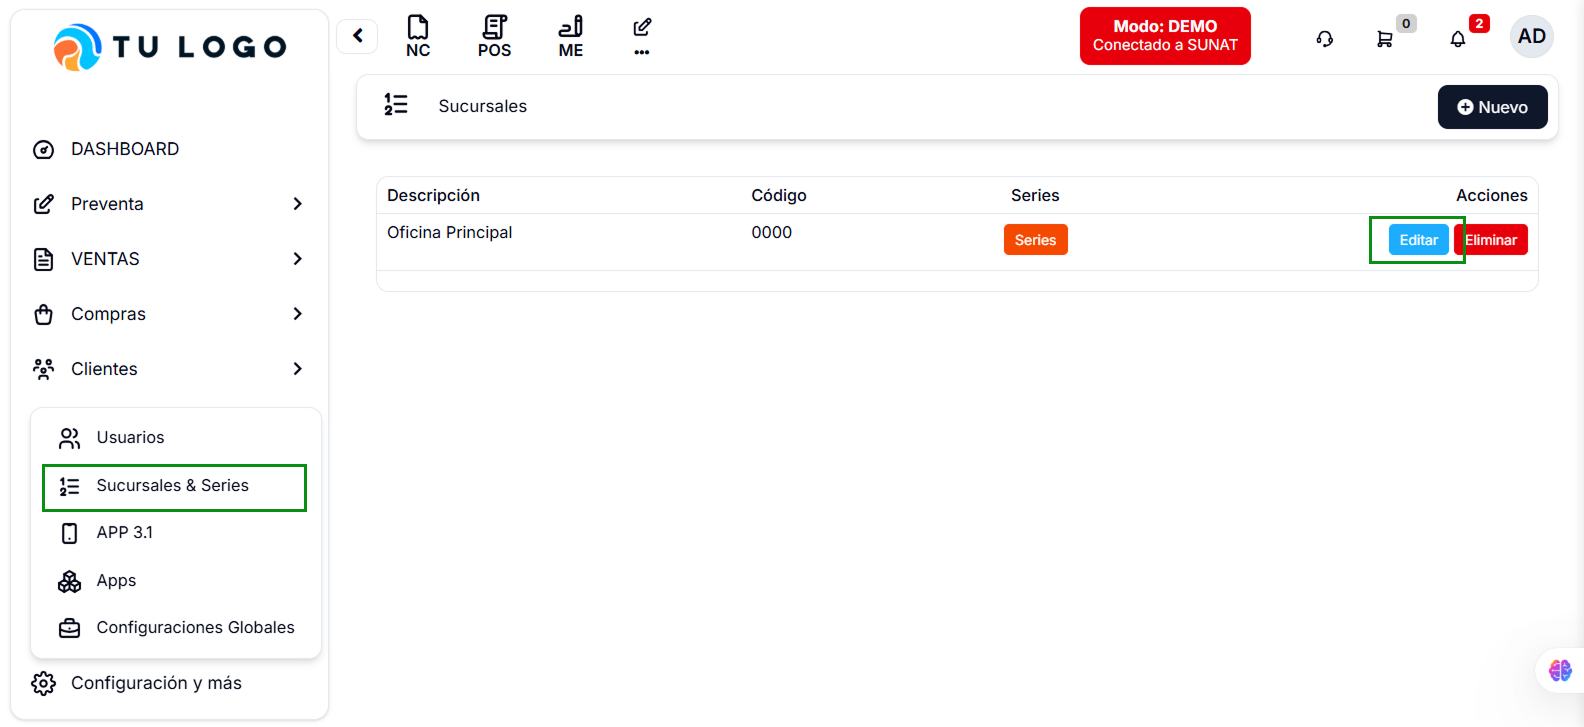 TU LOGO
NC
POS
ME
Modo: DEMO
Conectado a SUNAT
0
2
AD
Sucursales
Nuevo
DASHBOARD
Preventa
VENTAS
Compras
Clientes
Usuarios
Sucursales & Series
APP 3.1
Apps
Configuraciones Globales
Configuración y más
Descripción Código Series Acciones
Oficina Principal 0000 Series Editar Eliminar